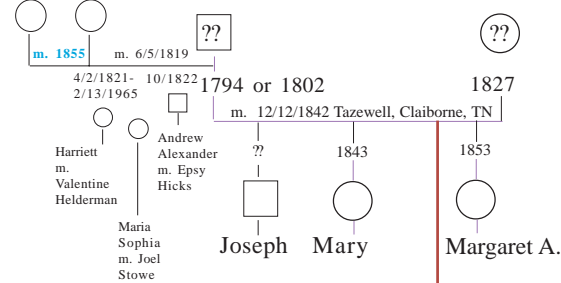 ??
??
m. 1855
m. 6/5/1819
4/2/1821-
2/13/1965
10/1822
1794 or 1802
1827
m. 12/12/1842 Tazewell, Claiborne, TN
Harriett
m.
Valentine
Helderman
Maria
Sophia
m. Joel
Stowe
Andrew
Alexander
m. Epsy
Hicks
??
1843
1853
Joseph
Mary
Margaret A.